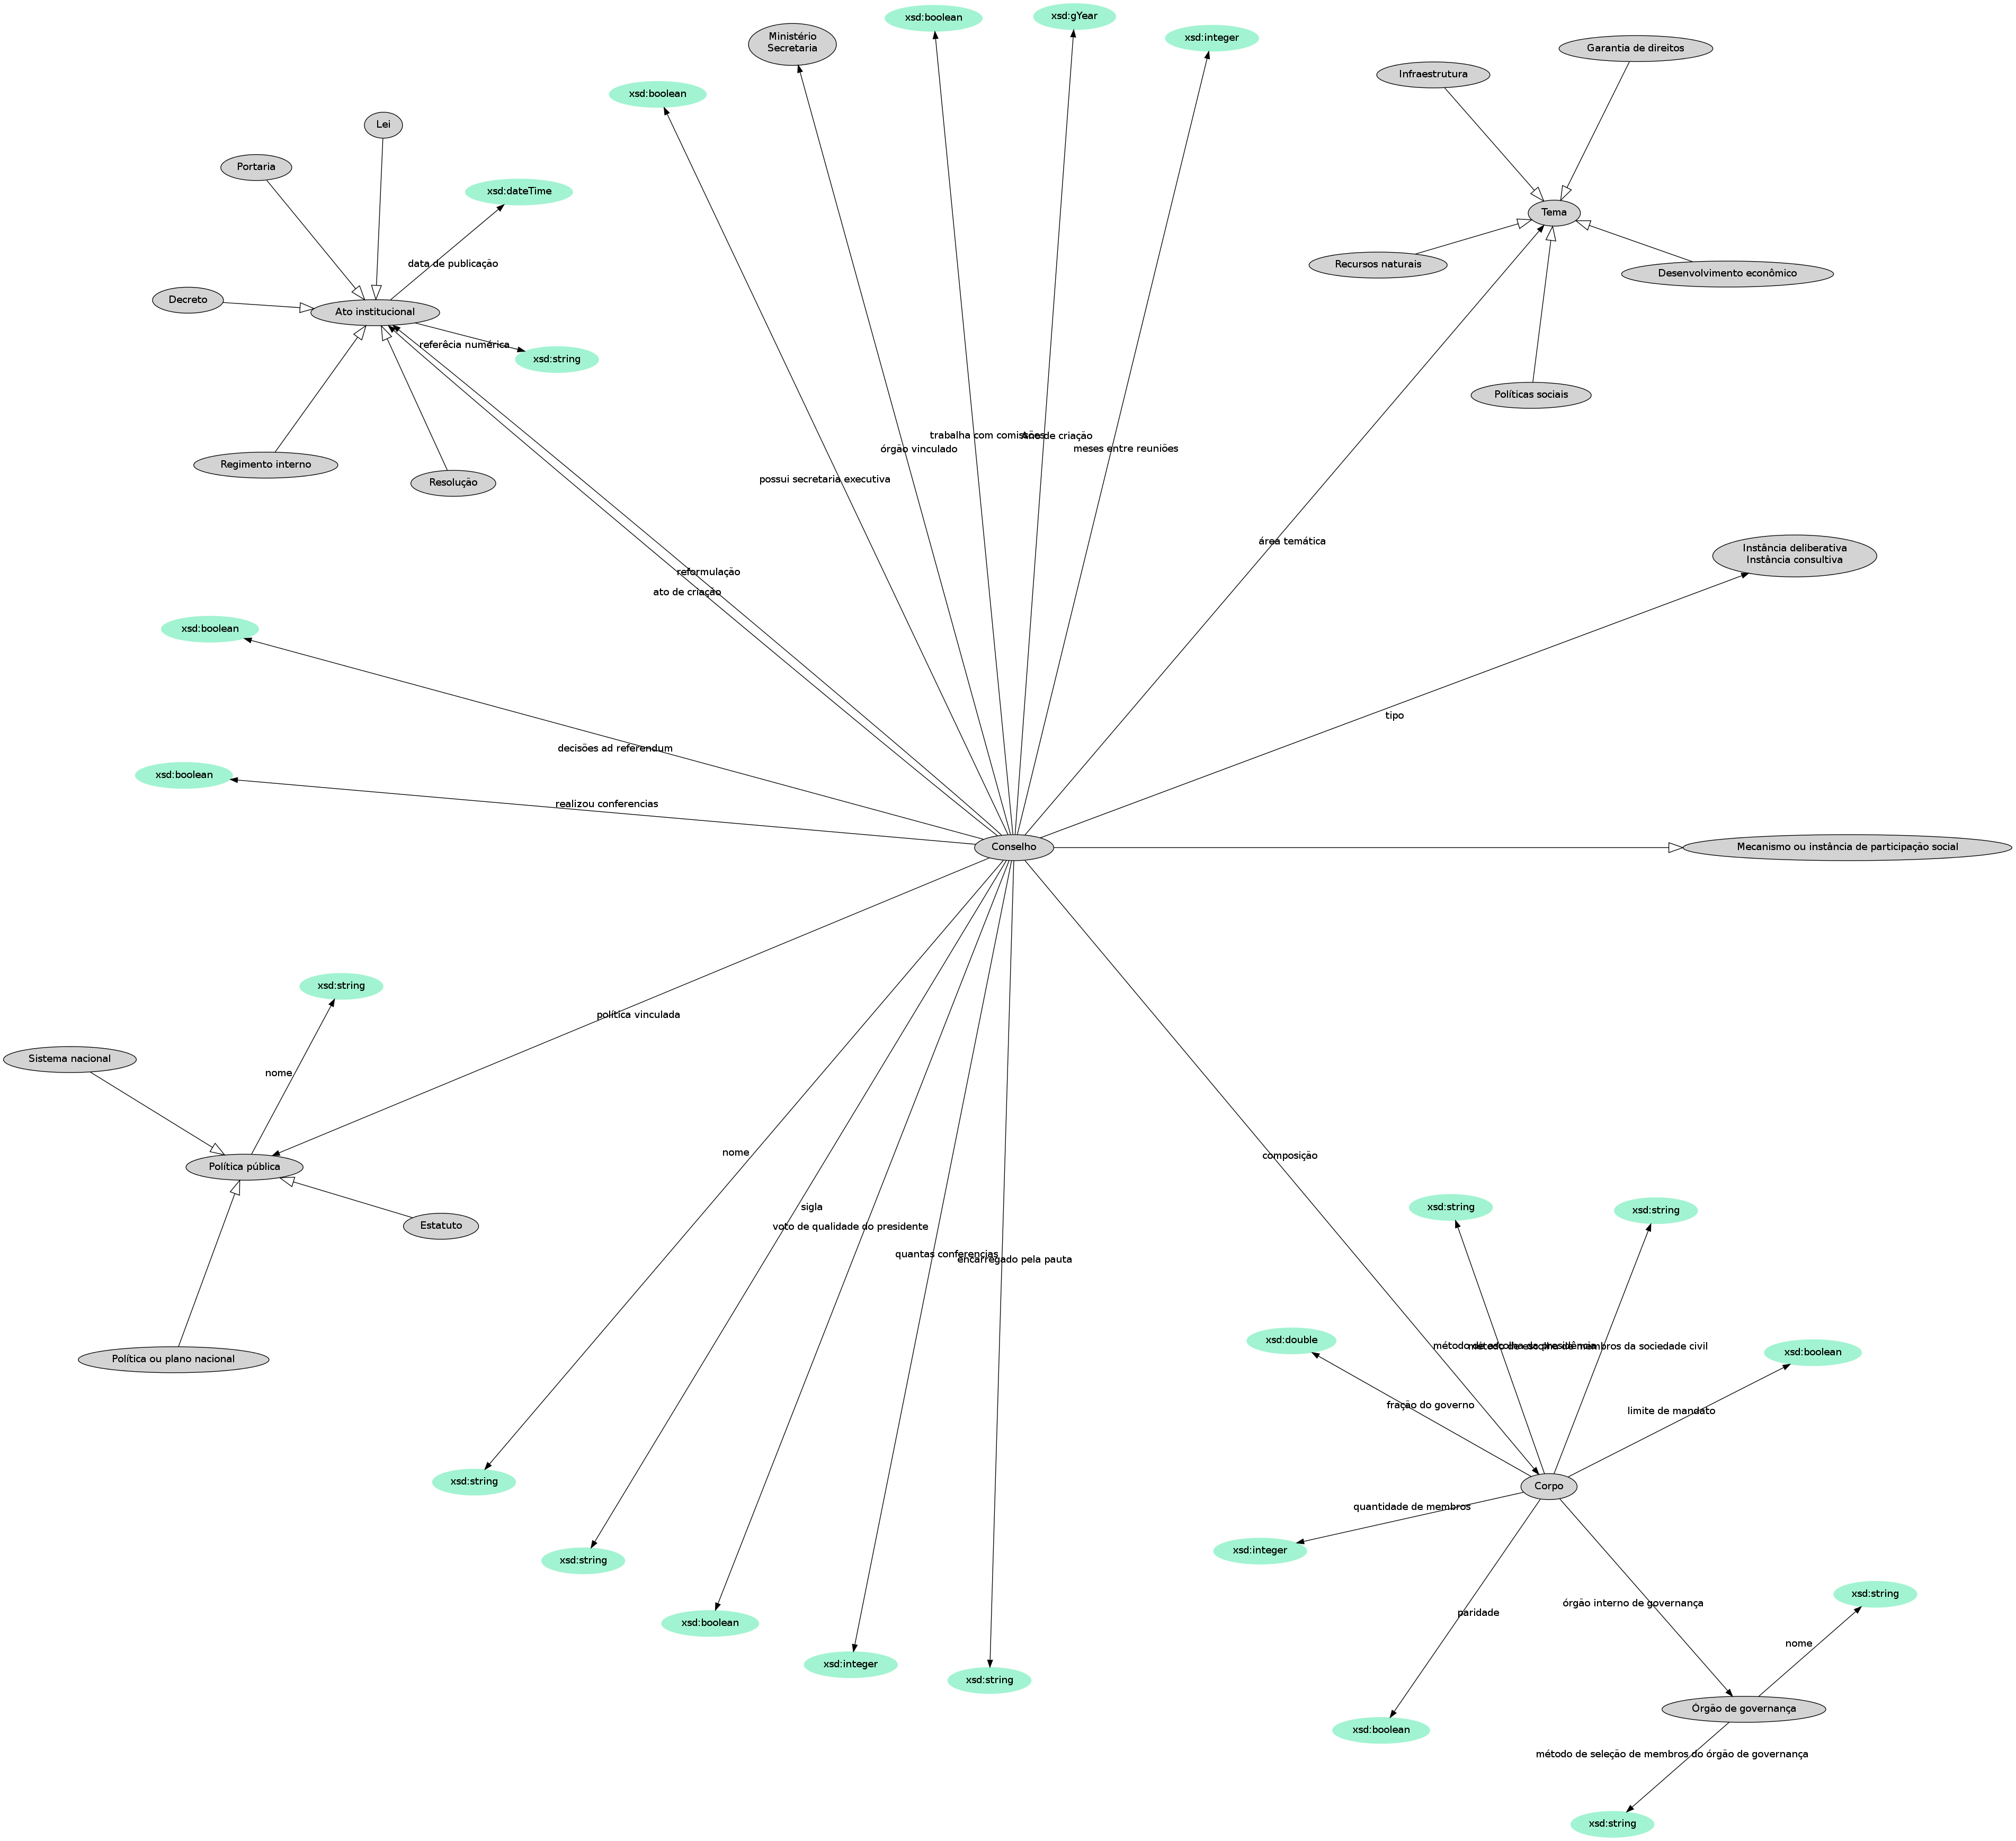 xsd:boolean
xsd:gYear
xsd:integer
Ministério
Secretaria
Garantia de direitos
Infraestrutura
xsd:boolean
Lei
Portaria
xsd:dateTime
Tema
data de publicação
Recursos naturais
Desenvolvimento econômico
Decreto
Ato institucional
referêcia numérica
xsd:string
Políticas sociais
trabalha com comissões
Ano de criação
órgão vinculado
meses entre reuniões
Regimento interno
Resolução
possui secretaria executiva
área temática
Instância deliberativa
Instância consultiva
reformulação
ato de criação
xsd:boolean
tipo
decisões ad referendum
xsd:boolean
realizou conferencias
Conselho
Mecanismo ou instância de participação social
xsd:string
política vinculada
Sistema nacional
nome
nome
composição
Política pública
sigla
xsd:string
xsd:string
Estatuto
voto de qualidade do presidente
quantas conferencias
encarregado pela pauta
xsd:double
método de escolha da presidência
método de escolha de membros da sociedade civil
xsd:boolean
Política ou plano nacional
fração do governo
limite de mandato
xsd:string
Corpo
quantidade de membros
xsd:integer
xsd:string
xsd:string
órgão interno de governança
paridade
xsd:boolean
nome
xsd:integer
xsd:string
Órgão de governança
xsd:boolean
método de seleção de membros do órgão de governança
xsd:string